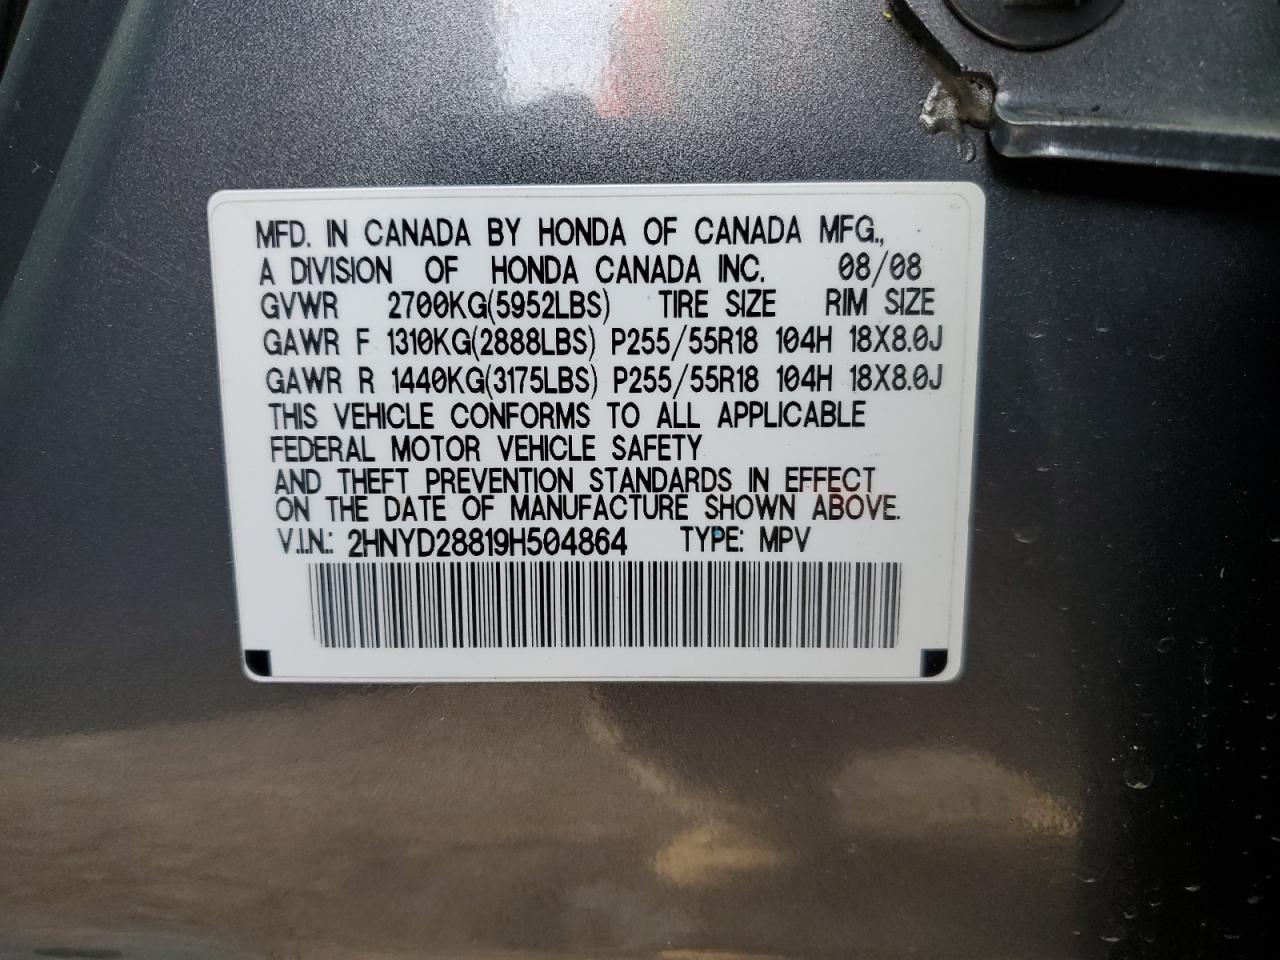 MFD. IN CANADA BY HONDA OF CANADA MFG.,
A DIVISION OF HONDA CANADA INC. 08/08
GVWR 2700KG(5952LBS) TIRE SIZE RIM SIZE
GAWR F 1310KG(2888LBS) P255/55R18 104H 18X8.0J
GAWR R 1440KG(3175LBS) P255/55R18 104H 18X8.0J
THIS VEHICLE CONFORMS TO ALL APPLICABLE
FEDERAL MOTOR VEHICLE SAFETY
AND THEFT PREVENTION STANDARDS IN EFFECT
ON THE DATE OF MANUFACTURE SHOWN ABOVE.
V.I.N.: 2HNYD28819H504864 TYPE: MPV